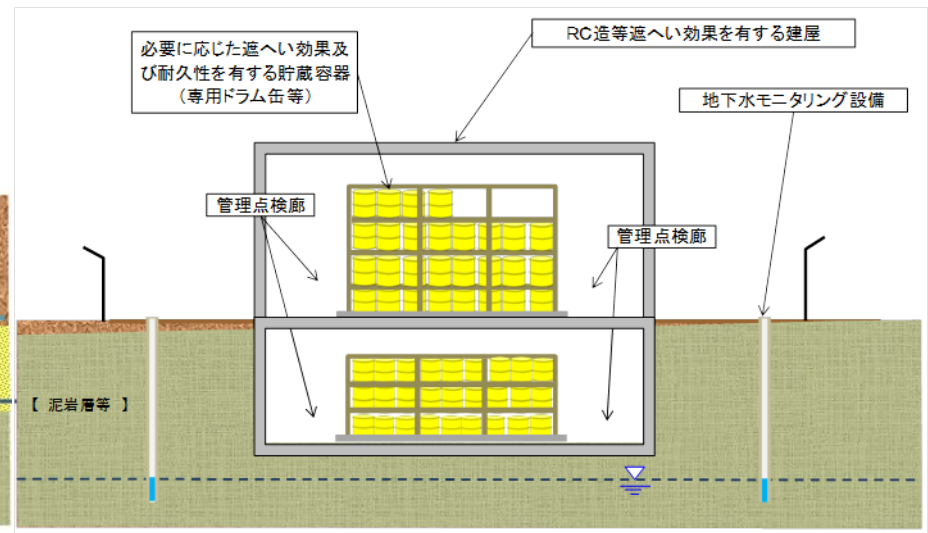 RC造等遮へい効果を有する建屋
必要に応じた遮へい効果及
び耐久性を有する貯蔵容器
（専用ドラム缶等）
地下水モニタリング設備
管理点検廊
管理点検廊
【 泥岩層等 】